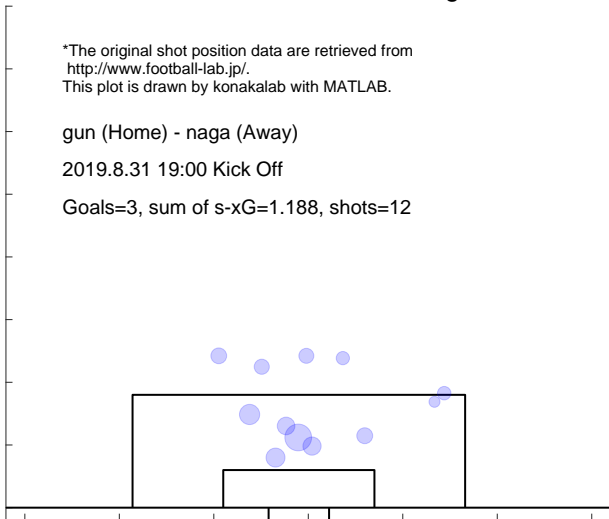 *The original shot position data are retrieved from
http://www.football-lab.jp/.
This plot is drawn by konakalab with MATLAB.
gun (Home) - naga (Away)
2019.8.31 19:00 Kick Off
Goals=3, sum of s-xG=1.188, shots=12